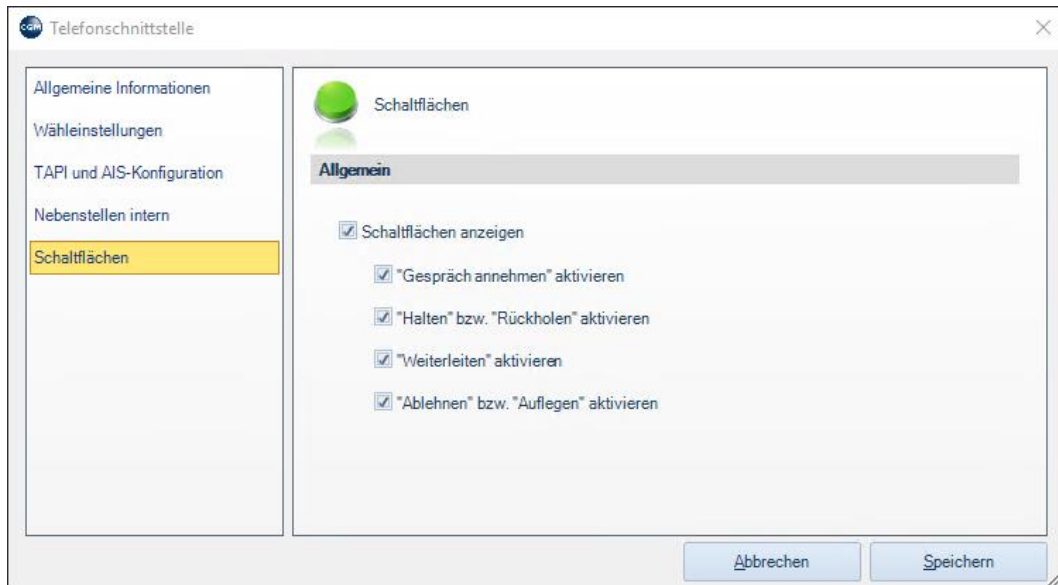 CGM Telefonschnittstelle
Allgemeine Informationen
Wähleinstellungen
TAPI und AIS-Konfiguration
Nebenstellen intern
Schaltflächen
Schaltflächen
Allgemein
Schaltflächen anzeigen
"Gespräch annehmen" aktivieren
"Halten" bzw. "Rückholen" aktivieren
"Weiterleiten" aktivieren
"Ablehnen" bzw. "Auflegen" aktivieren
Abbrechen
Speichern